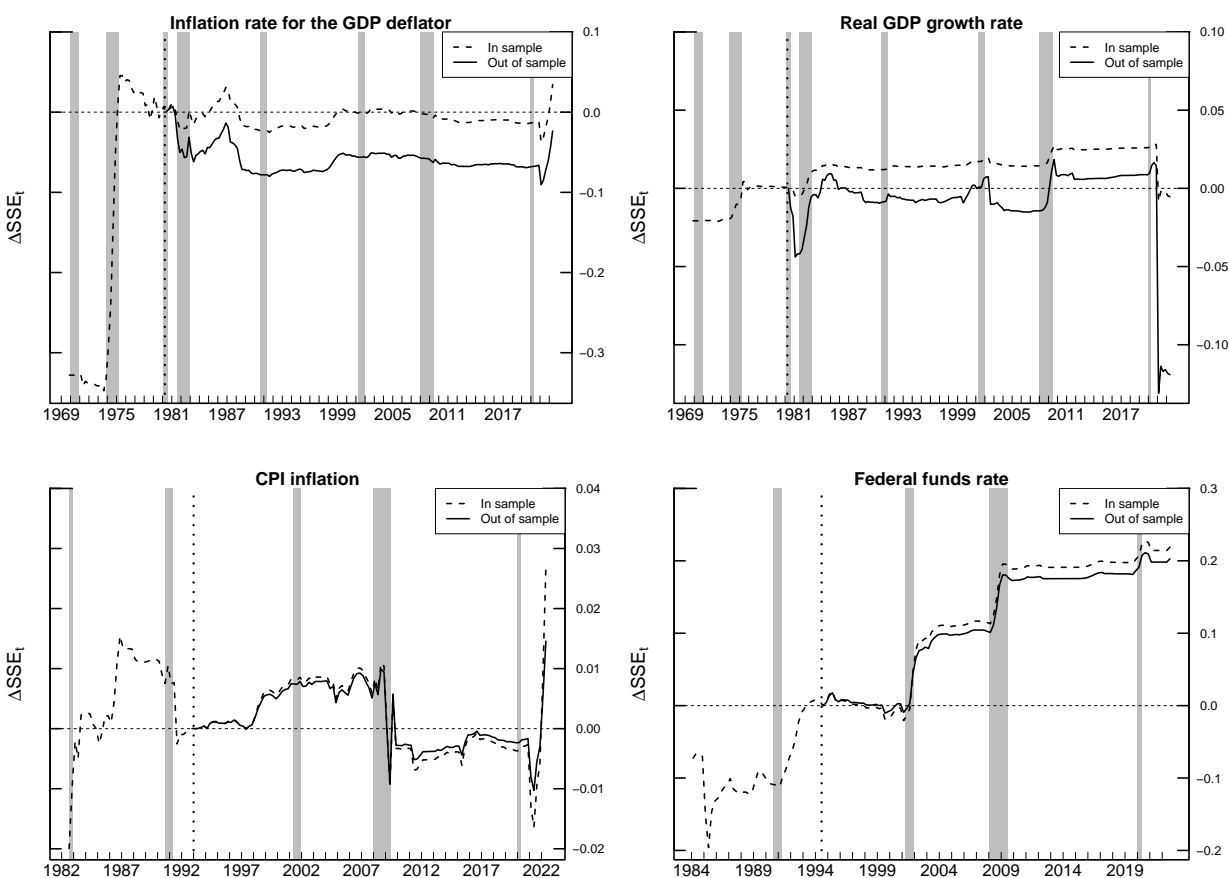 Inflation rate for the GDP deflator
In sample
Out of sample
0.1
0.0
−0.1
−0.2
−0.3
ΔSSEt
1969 1975 1981 1987 1993 1999 2005 2011 2017
Real GDP growth rate
In sample
Out of sample
0.10
0.05
0.00
−0.05
−0.10
ΔSSEt
1969 1975 1981 1987 1993 1999 2005 2011 2017
CPI inflation
In sample
Out of sample
0.04
0.03
0.02
0.01
0.00
−0.01
−0.02
ΔSSEt
1982 1987 1992 1997 2002 2007 2012 2017 2022
Federal funds rate
In sample
Out of sample
0.3
0.2
0.1
0.0
−0.1
−0.2
ΔSSEt
1984 1989 1994 1999 2004 2009 2014 2019